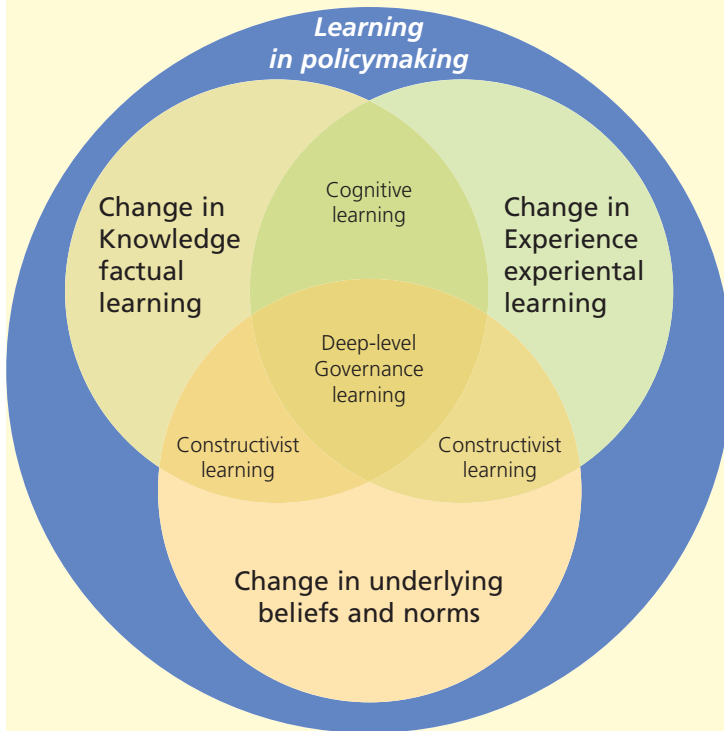 Learning
in policymaking
Cognitive
learning
Change in
Knowledge
factual
learning
Change in
Experience
experiental
learning
Deep-level
Governance
learning
Constructivist
learning
Constructivist
learning
Change in underlying
beliefs and norms